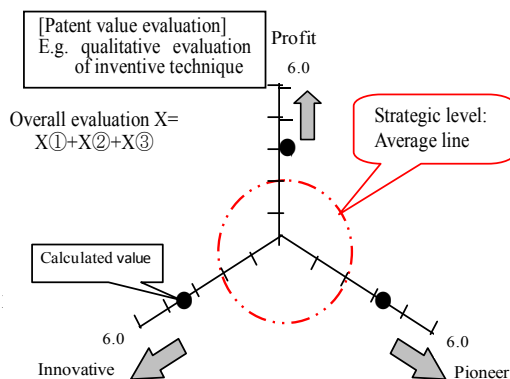 [Patent value evaluation]
E.g. qualitative evaluation
of inventive technique
Profit
6.0
Overall evaluation X=
X①+X②+X③
Strategic level:
Average line
Calculated value
6.0
6.0
Innovative
Pioneer